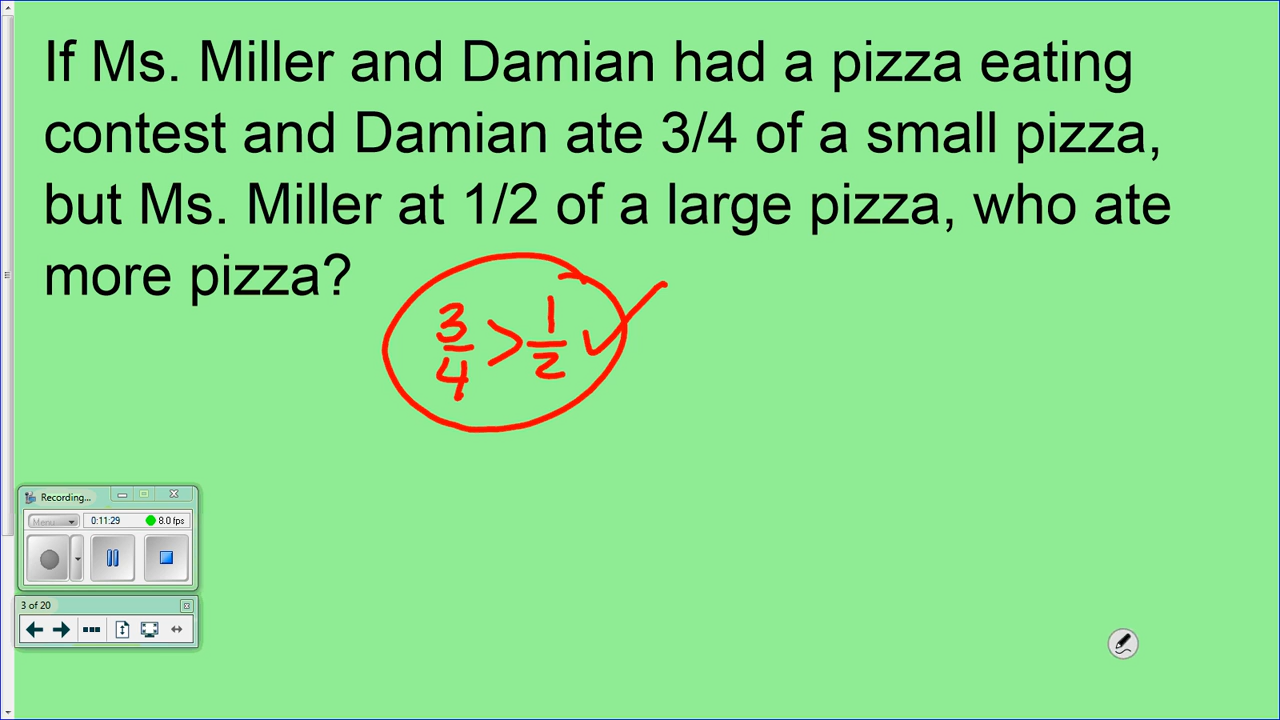 If Ms. Miller and Damian had a pizza eating
contest and Damian ate 3/4 of a small pizza,
but Ms. Miller at 1/2 of a large pizza, who ate
more pizza?
3/4 > 1/2 ✓
Recording...
Menu 0:11:29 8.0 fps
3 of 20